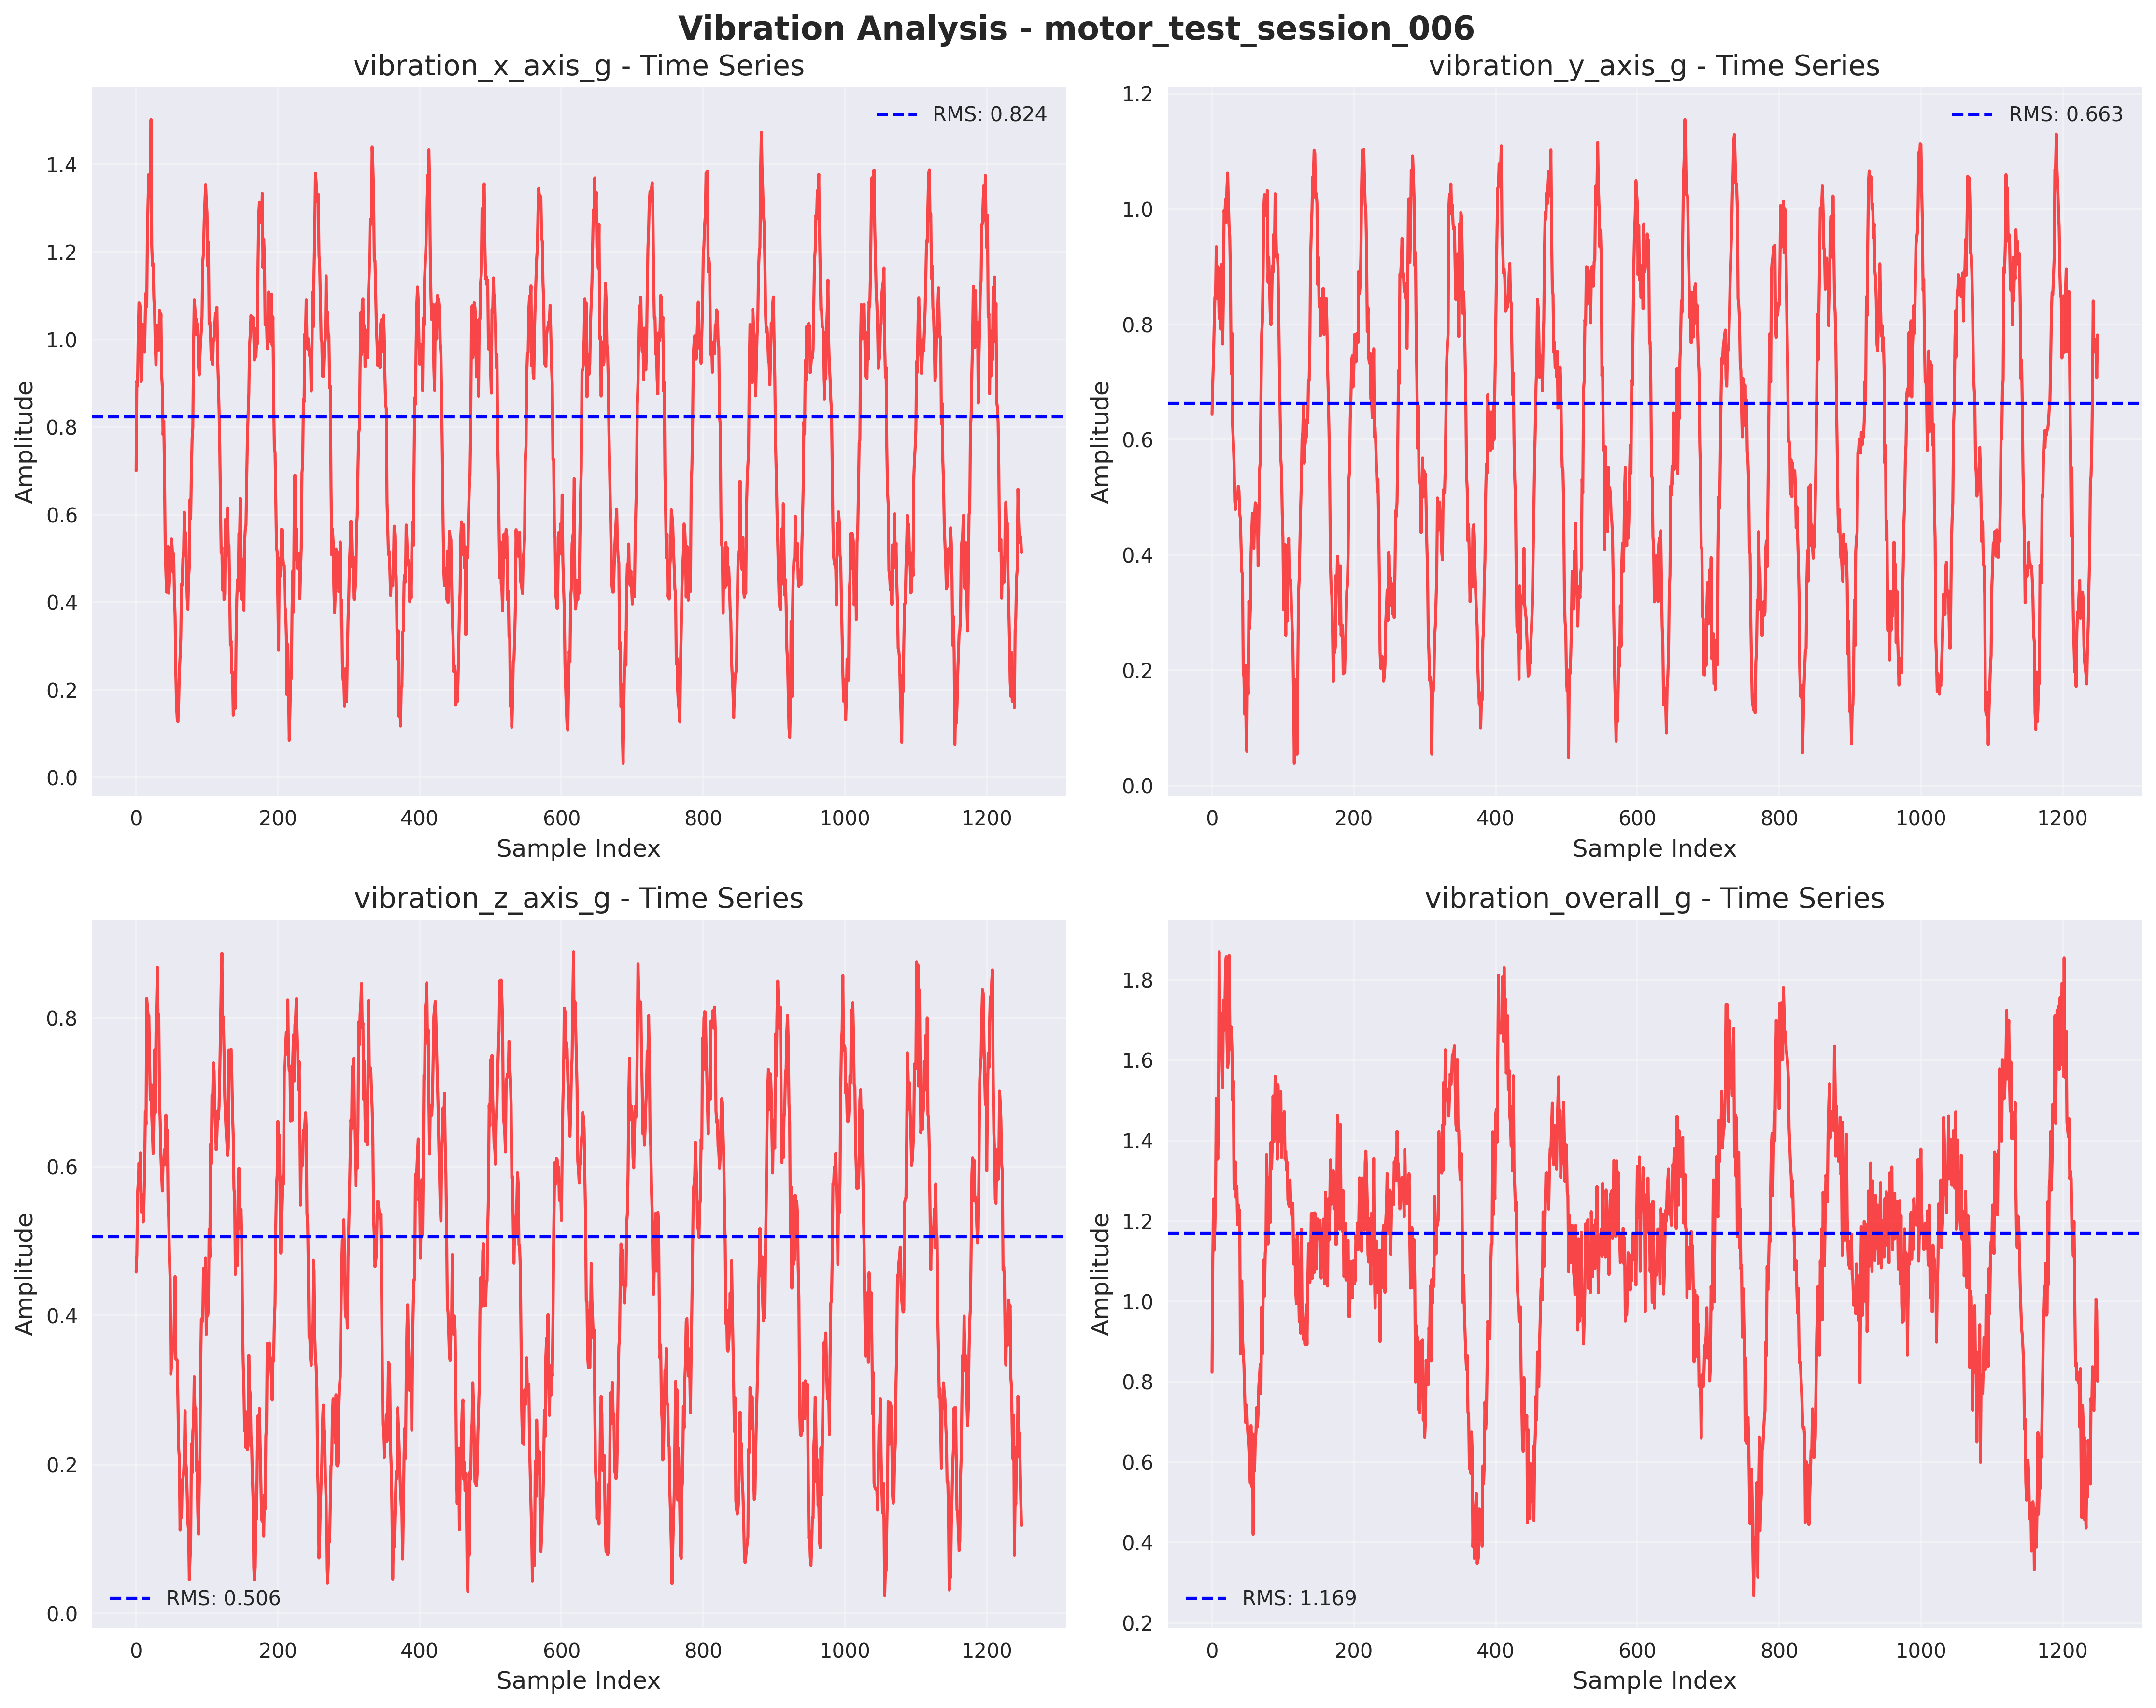 Vibration Analysis - motor_test_session_006
vibration_x_axis_g - Time Series
RMS: 0.824
Amplitude
1.4
1.2
1.0
0.8
0.6
0.4
0.2
0.0
0 200 400 600 800 1000 1200
Sample Index
vibration_y_axis_g - Time Series
RMS: 0.663
Amplitude
1.2
1.0
0.8
0.6
0.4
0.2
0.0
0 200 400 600 800 1000 1200
Sample Index
vibration_z_axis_g - Time Series
Amplitude
0.8
0.6
0.4
0.2
0.0
RMS: 0.506
0 200 400 600 800 1000 1200
Sample Index
vibration_overall_g - Time Series
Amplitude
1.8
1.6
1.4
1.2
1.0
0.8
0.6
0.4
0.2
RMS: 1.169
0 200 400 600 800 1000 1200
Sample Index